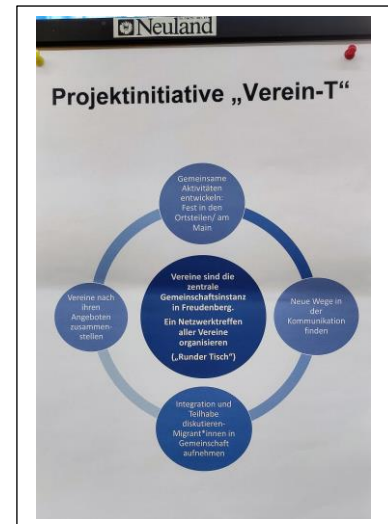 Neuland
Projektinitiative „Verein-T“
Gemeinsame
Aktivitäten
entwickeln:
Fest in den
Ortsteilen/ am
Main
Vereine nach
ihren
Angeboten
zusammen-
stellen
Vereine sind die
zentrale
Gemeinschaftsinstanz
in Freudenberg.
Ein Netzwerktreffen
aller Vereine
organisieren
(„Runder Tisch“)
Neue Wege in
der
Kommunikation
finden
Integration und
Teilhabe
diskutieren-
Migrant*innen in
Gemeinschaft
aufnehmen